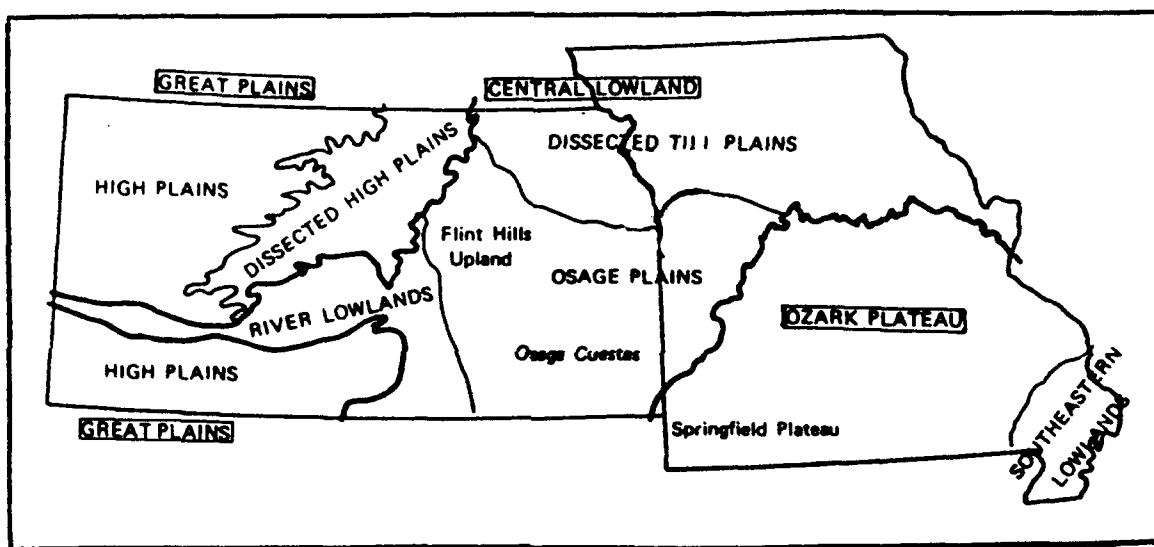 GREAT PLAINS
CENTRAL LOWLAND
DISSECTED TILL PLAINS
HIGH PLAINS
DISSECTED HIGH PLAINS
Flint Hills
Upland
OSAGE PLAINS
RIVER LOWLANDS
OZARK PLATEAU
Osage Cuestas
HIGH PLAINS
GREAT PLAINS
Springfield Plateau
SOUTHEASTERN
LOWLANDS